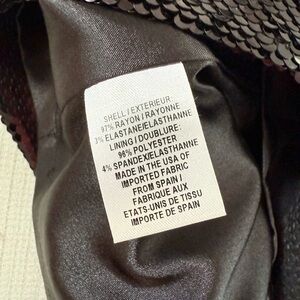 SHELL / EXTERIEUR:
97% RAYON / RAYONNE
3% ELASTANE/ELASTHANNE
LINING / DOUBLURE:
96% POLYESTER
4% SPANDEX/ELASTHANNE
MADE IN THE USA OF
IMPORTED FABRIC
FROM SPAIN /
FABRIQUE AUX
ETATS-UNIS DE TISSU
IMPORTE DE SPAIN